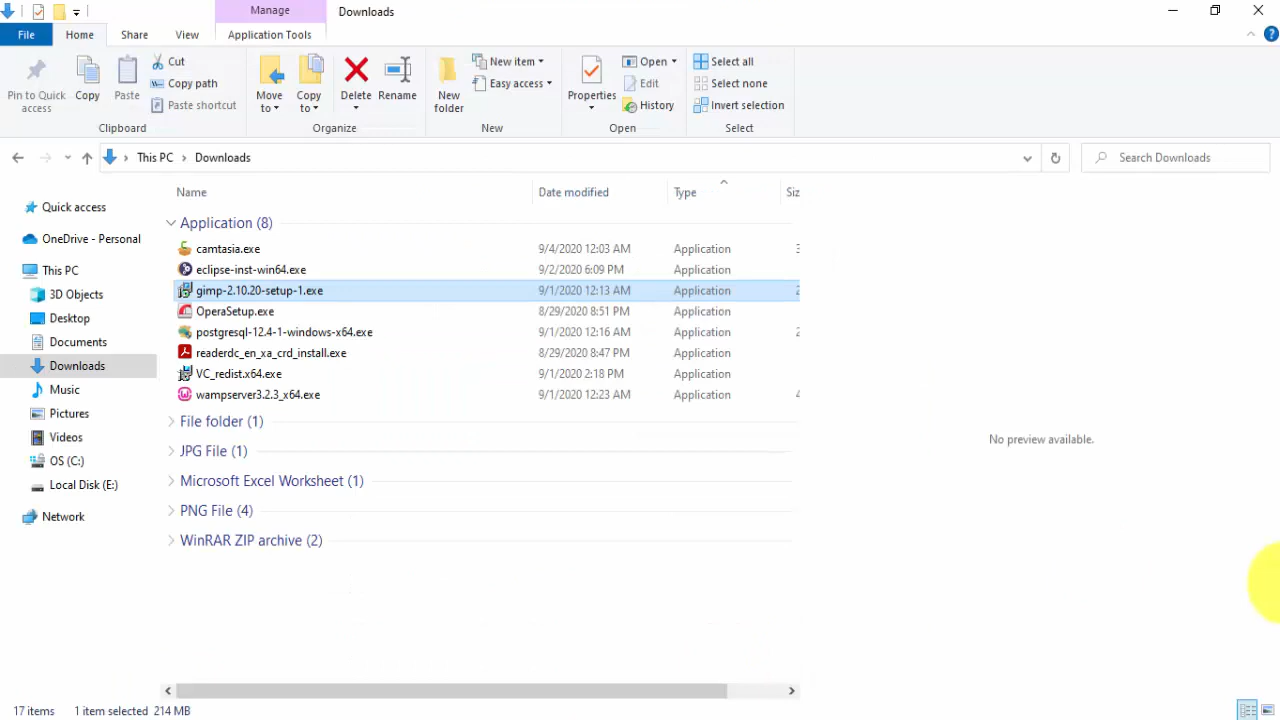 Manage
Downloads
File
Home
Share
View
Application Tools
Pin to Quick access
Copy
Paste
Cut
Copy path
Paste shortcut
Clipboard
Move to
Copy to
Delete
Rename
Organize
New folder
New item
Easy access
New
Properties
Open
Edit
History
Open
Select all
Select none
Invert selection
Select
This PC > Downloads
Search Downloads
Quick access
OneDrive - Personal
This PC
3D Objects
Desktop
Documents
Downloads
Music
Pictures
Videos
OS (C:)
Local Disk (E:)
Network
Name Date modified Type Siz
Application (8)
camtasia.exe 9/4/2020 12:03 AM Application 3
eclipse-inst-win64.exe 9/2/2020 6:09 PM Application
gimp-2.10.20-setup-1.exe 9/1/2020 12:13 AM Application 2
OperaSetup.exe 8/29/2020 8:51 PM Application
postgresql-12.4-1-windows-x64.exe 9/1/2020 12:16 AM Application 2
readerdc_en_xa_crd_install.exe 8/29/2020 8:47 PM Application
VC_redist.x64.exe 9/1/2020 2:18 PM Application
wampserver3.2.3_x64.exe 9/1/2020 12:23 AM Application 4
File folder (1)
JPG File (1)
Microsoft Excel Worksheet (1)
PNG File (4)
WinRAR ZIP archive (2)
No preview available.
17 items 1 item selected 214 MB